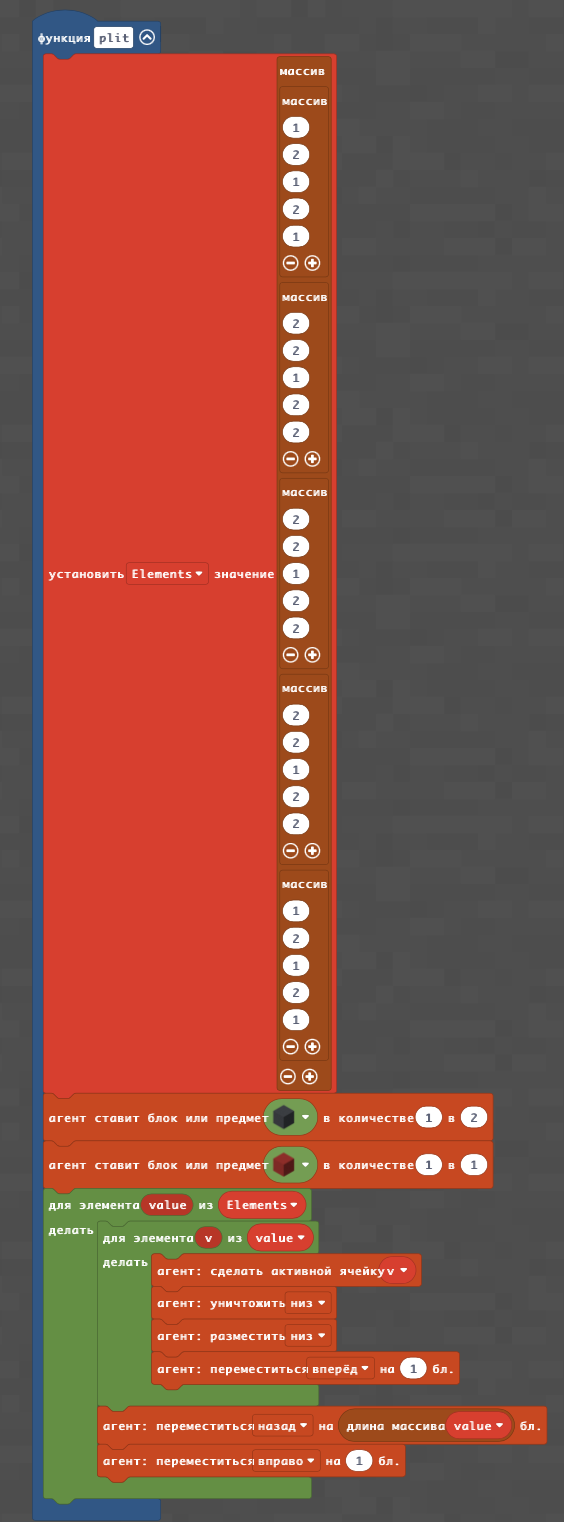 функция plit
массив
массив
1
2
1
2
1
массив
2
2
1
2
2
массив
2
2
установить Elements значение 1
2
2
массив
2
2
1
2
2
массив
1
2
1
2
1
агент ставит блок или предмет в количестве 1 в 2
агент ставит блок или предмет в количестве 1 в 1
для элемента value из Elements
делать
для элемента v из value
делать
агент: сделать активной ячейку v
агент: уничтожить низ
агент: разместить низ
агент: переместиться вперёд на 1 бл.
агент: переместиться назад на длина массива value бл.
агент: переместиться вправо на 1 бл.